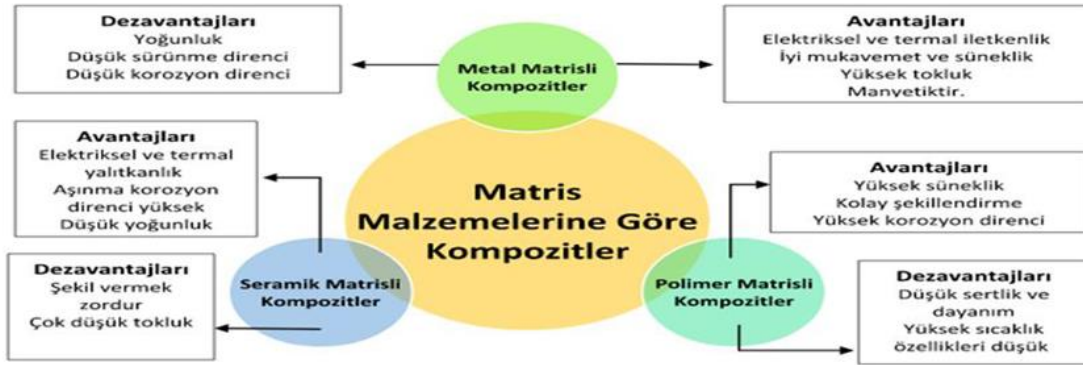 Dezavantajları
Yoğunluk
Düşük sürünme direnci
Düşük korozyon direnci
Metal Matrisli
Kompozitler
Avantajları
Elektriksel ve termal iletkenlik
İyi mukavemet ve süneklik
Yüksek tokluk
Manyetiktir.
Avantajları
Elektriksel ve termal
yalıtkanlık
Aşınma korozyon
direnci yüksek
Düşük yoğunluk
Matris
Malzemelerine Göre
Kompozitler
Avantajları
Yüksek süneklik
Kolay şekillendirme
Yüksek korozyon direnci
Dezavantajları
Şekil vermek
zordur
Çok düşük tokluk
Seramik Matrisli
Kompozitler
Polimer Matrisli
Kompozitler
Dezavantajları
Düşük sertlik ve
dayanım
Yüksek sıcaklık
özellikleri düşük